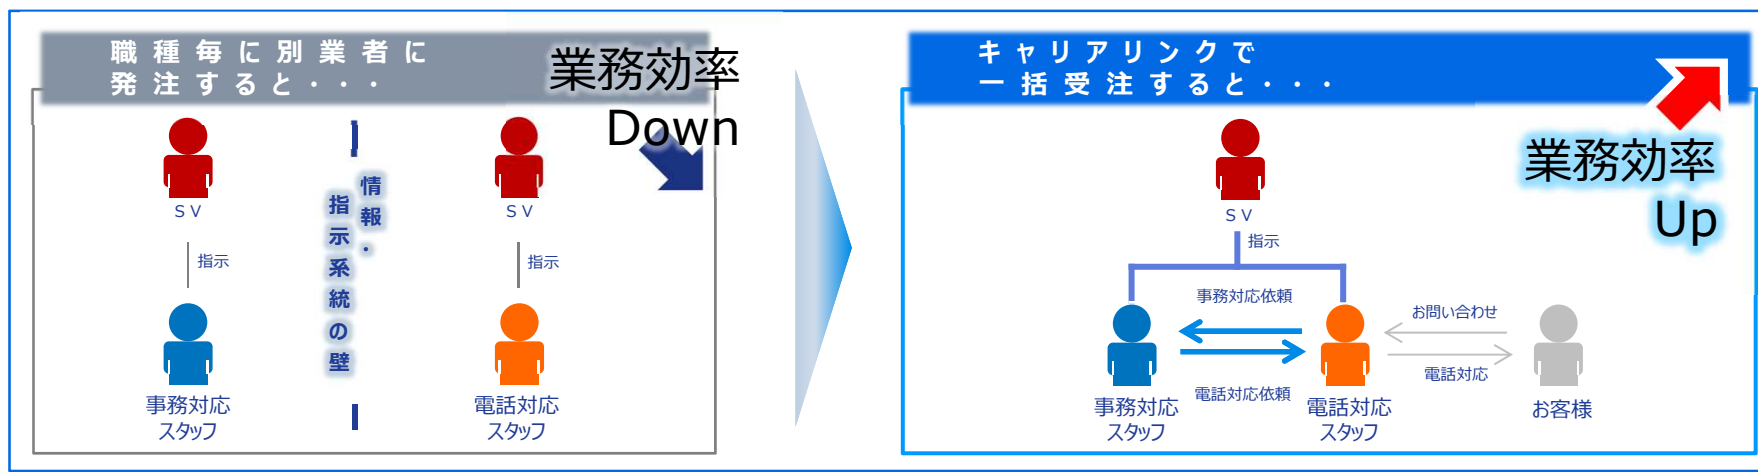 職種毎に別業者に
発注すると・・・
業務効率
Down
SV
指示
事務対応
スタッフ
情報・
指示系統の壁
SV
指示
電話対応
スタッフ
キャリアリンクで
一括受注すると・・・
業務効率
Up
SV
指示
事務対応依頼
電話対応依頼
事務対応
スタッフ
電話対応
スタッフ
お問い合わせ
電話対応
お客様